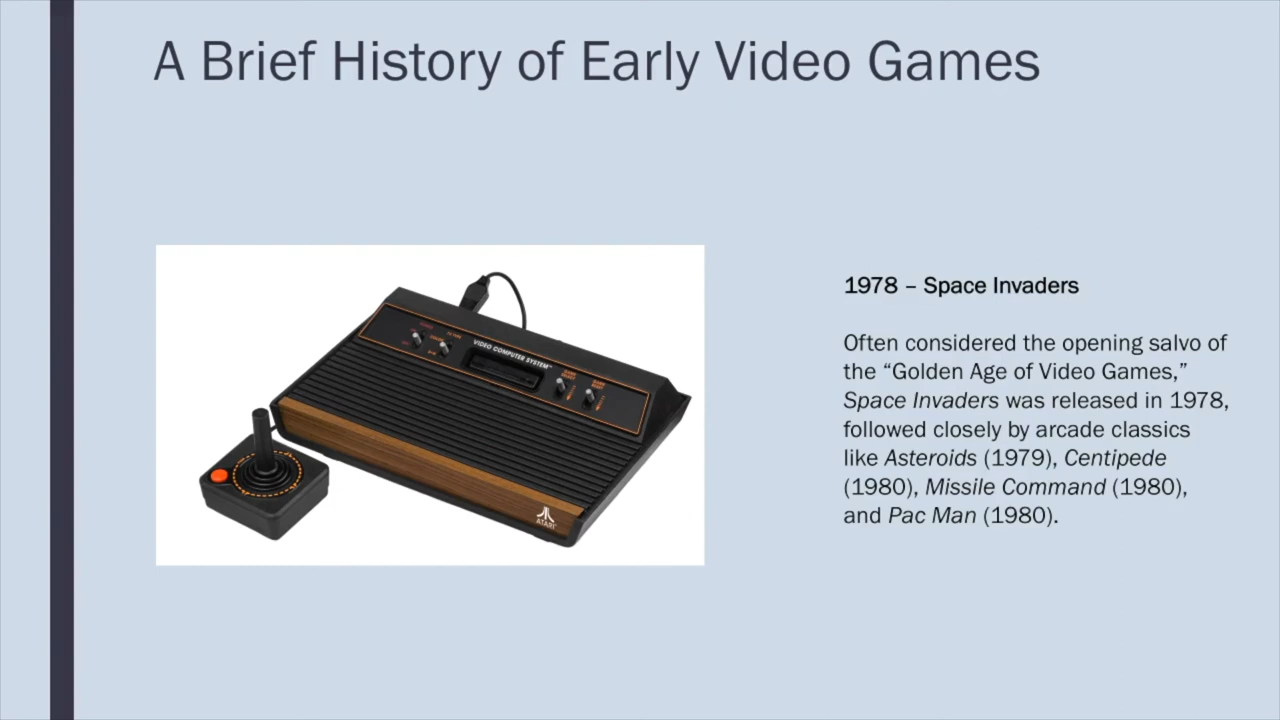 A Brief History of Early Video Games
VIDEO COMPUTER SYSTEM
ATARI
1978 – Space Invaders
Often considered the opening salvo of
the “Golden Age of Video Games,”
Space Invaders was released in 1978,
followed closely by arcade classics
like Asteroids (1979), Centipede
(1980), Missile Command (1980),
and Pac Man (1980).